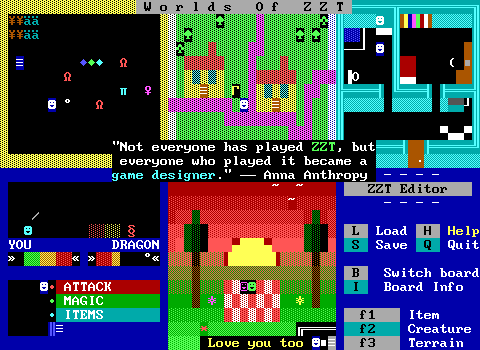 Worlds Of ZZT
"Not everyone has played ZZT, but
everyone who played it became a
game designer." — Anna Anthropy
ZZT Editor
L Load H Help
S Save Q Quit
YOU DRAGON
B Switch board
I Board Info
ATTACK
MAGIC
ITEMS
f1 Item
f2 Creature
f3 Terrain
Love you too